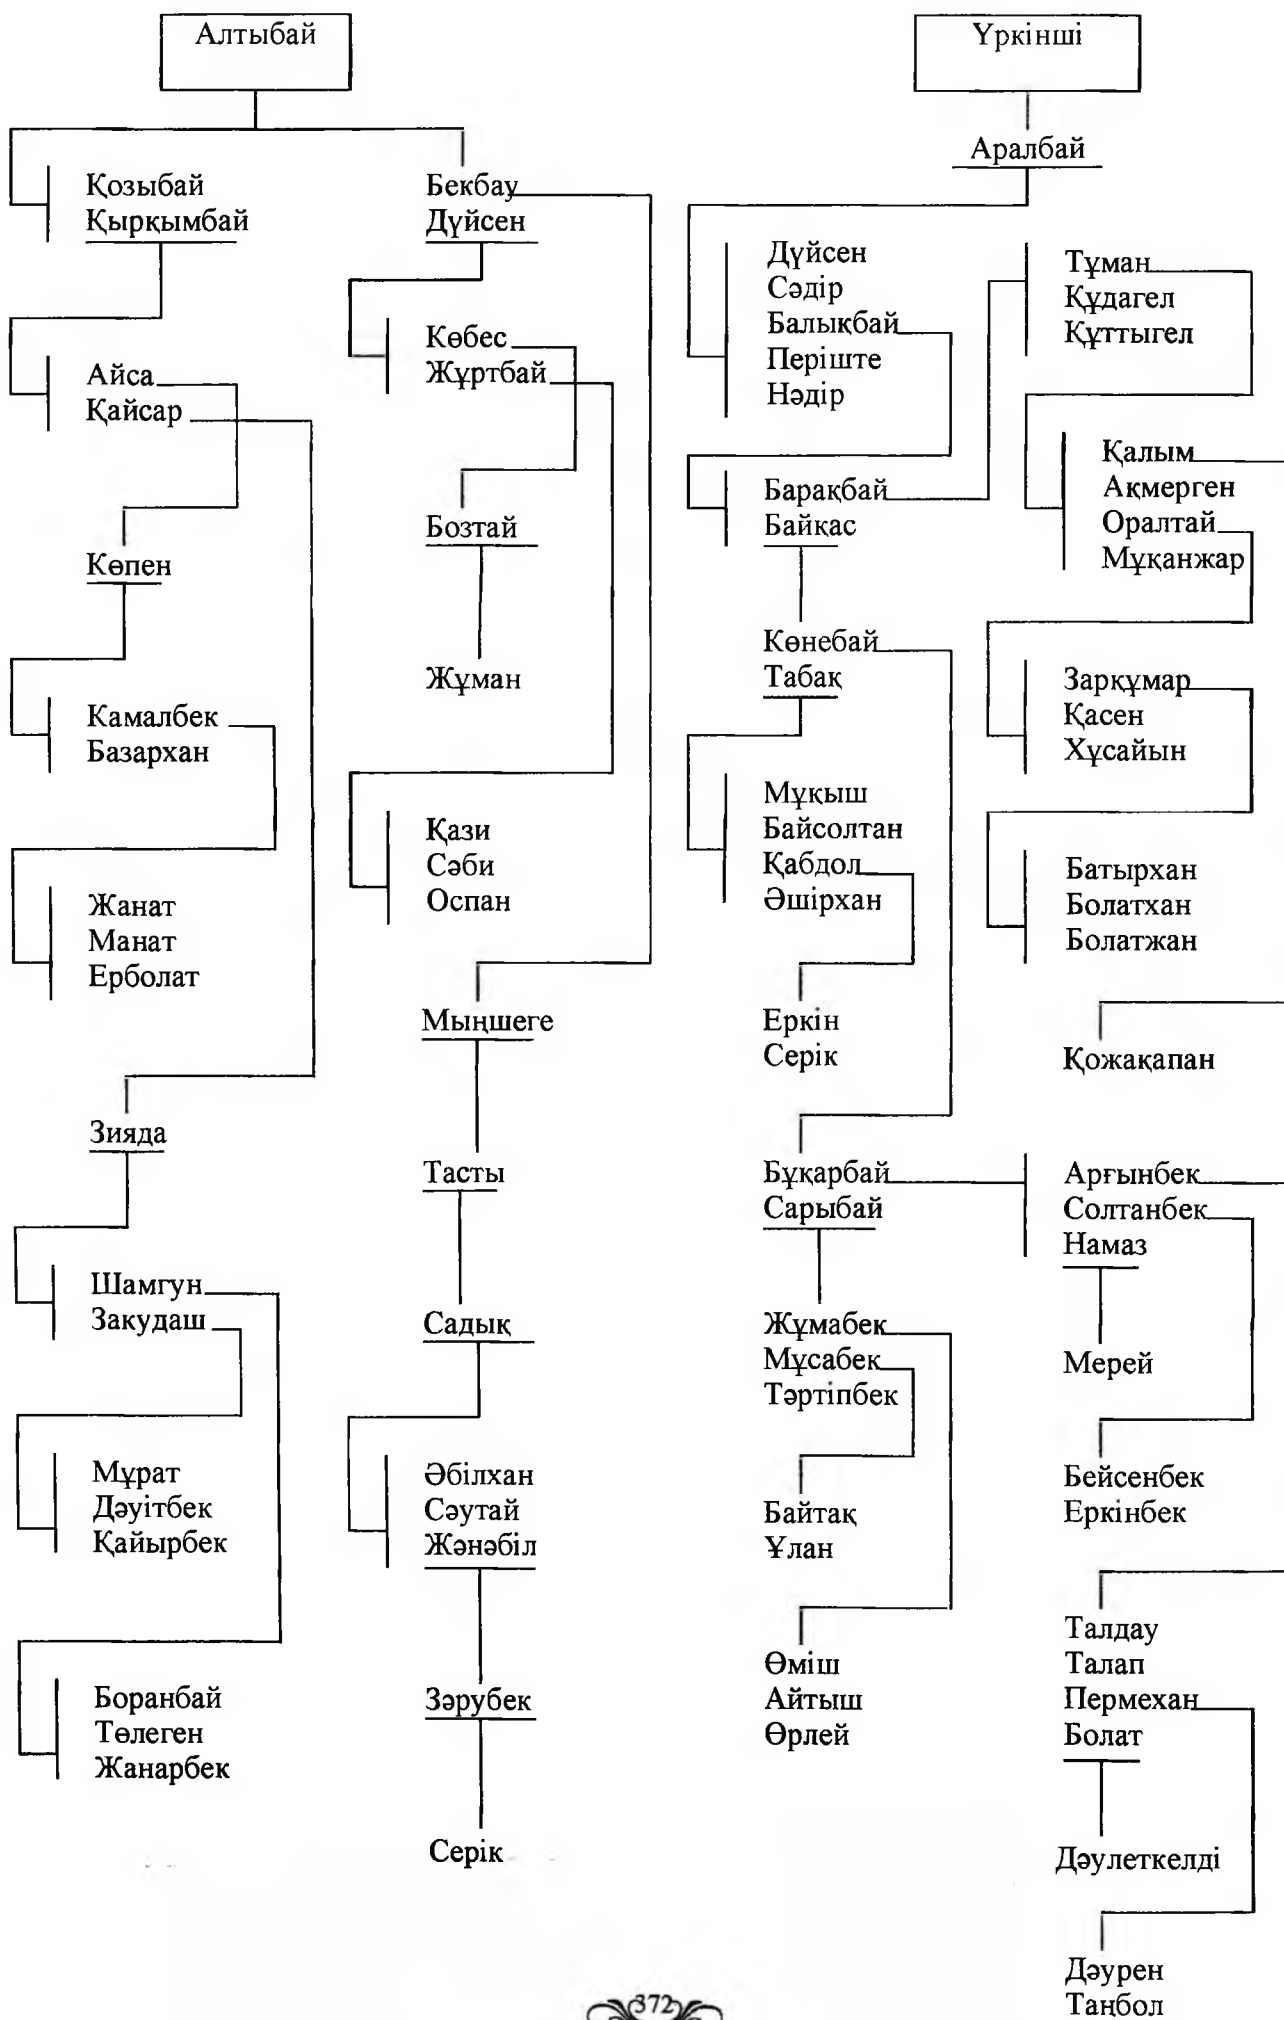 Алтыбай
Қозыбай
Қырқымбай
Айса
Қайсар
Көпен
Камалбек
Базархан
Жанат
Манат
Ерболат
Зияда
Шамгун
Закудаш
Мұрат
Дәуітбек
Қайырбек
Боранбай
Төлеген
Жанарбек
Бекбау
Дүйсен
Көбес
Жұртбай
Бозтай
Жұман
Қази
Сәби
Оспан
Мыңшеге
Тасты
Садық
Әбілхан
Сәутай
Жәнәбіл
Зәрубек
Серік
Үркінші
Аралбай
Дүйсен
Сәдір
Балықбай
Періште
Нәдір
Барақбай
Байқас
Көнебай
Табақ
Мұқыш
Байсолтан
Қабдол
Әшірхан
Еркін
Серік
Бұқарбай
Сарыбай
Жұмабек
Мұсабек
Тәртіпбек
Байтақ
Ұлан
Өміш
Айтыш
Өрлей
Тұман
Құдагел
Құттыгел
Қалым
Ақмерген
Оралтай
Мұқанжар
Зарқұмар
Қасен
Хұсайын
Батырхан
Болатхан
Болатжан
Қожақапан
Арғынбек
Солтанбек
Намаз
Мерей
Бейсенбек
Еркінбек
Талдау
Талап
Пермехан
Болат
Дәулеткелді
Дәурен
Таңбол
372